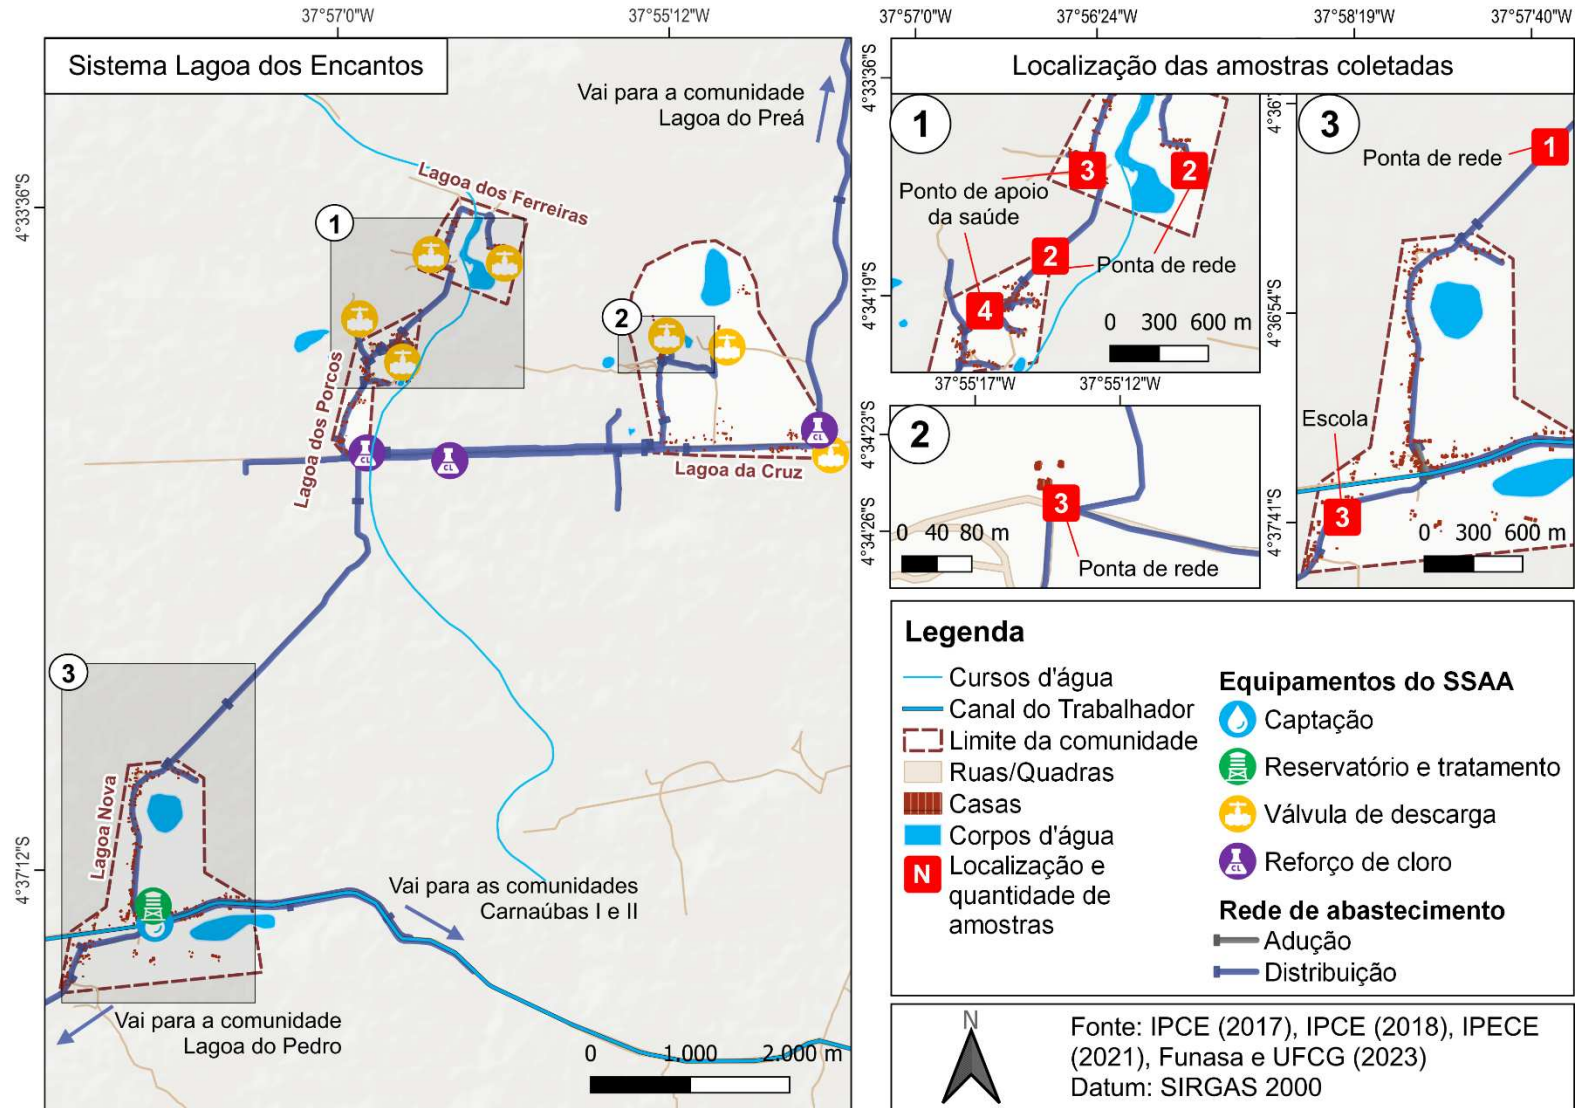 37°57'0"W
37°55'12"W
Sistema Lagoa dos Encantos
Vai para a comunidade
Lagoa do Preá
4°33'36"S
Lagoa dos Ferreiras
1
2
Lagoa dos Porcos
CL
CL
CL
Lagoa da Cruz
3
Lagoa Nova
4°37'12"S
Vai para as comunidades
Carnaúbas I e II
Vai para a comunidade
Lagoa do Pedro
0 1.000 2.000 m
37°57'0"W
37°56'24"W
37°58'19"W
37°57'40"W
Localização das amostras coletadas
4°33'36"S
1
3
2
Ponto de apoio
da saúde
2
Ponta de rede
4
4°34'19"S
0 300 600 m
37°55'17"W
37°55'12"W
2
4°34'23"S
3
4°34'26"S
0 40 80 m
Ponta de rede
3
4°36'
Ponta de rede
1
4°36'54"S
Escola
3
4°37'41"S
0 300 600 m
Legenda
Cursos d'água
Canal do Trabalhador
Limite da comunidade
Ruas/Quadras
Casas
Corpos d'água
N
Localização e
quantidade de
amostras
Equipamentos do SSAA
Captação
Reservatório e tratamento
Válvula de descarga
CL
Reforço de cloro
Rede de abastecimento
Adução
Distribuição
N
Fonte: IPCE (2017), IPCE (2018), IPECE
(2021), Funasa e UFCG (2023)
Datum: SIRGAS 2000